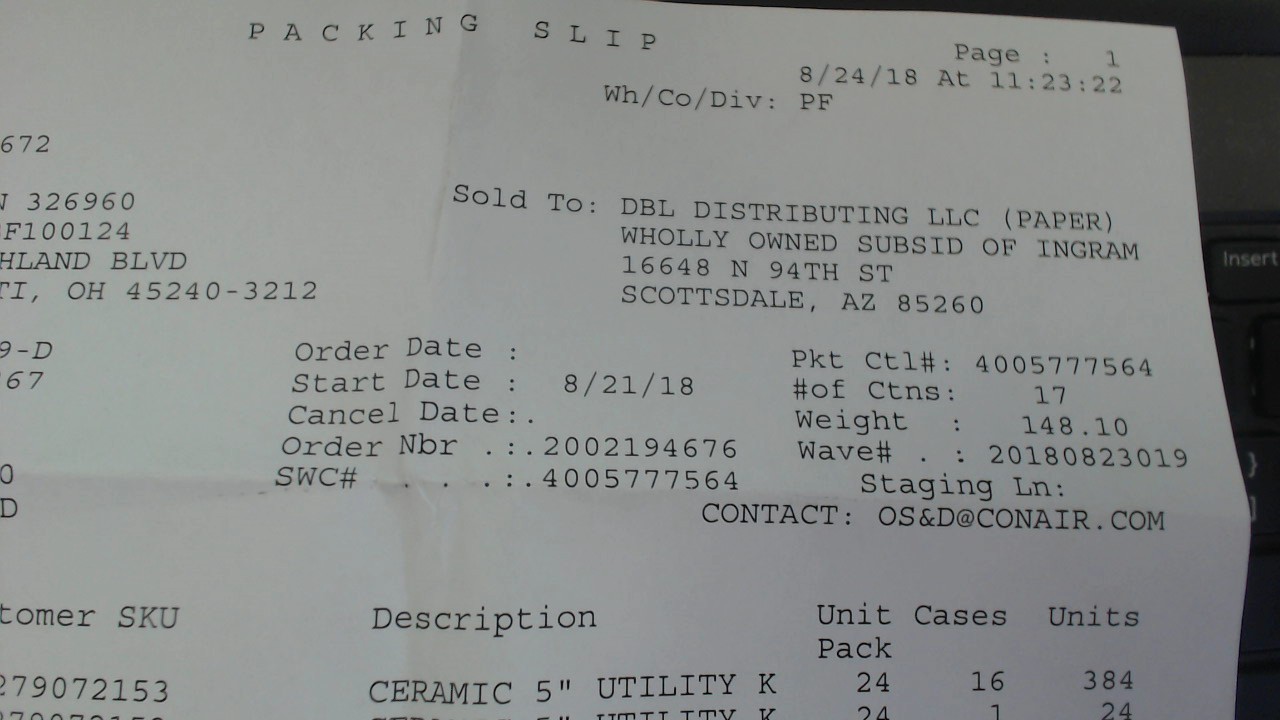 PACKING SLIP
Page : 1
8/24/18 At 11:23:22
Wh/Co/Div: PF
672
N 326960
F100124
HLAND BLVD
TI, OH 45240-3212
Sold To: DBL DISTRIBUTING LLC (PAPER)
WHOLLY OWNED SUBSID OF INGRAM
16648 N 94TH ST
SCOTTSDALE, AZ 85260
9-D Order Date : Pkt Ctl#: 4005777564
67 Start Date : 8/21/18 #of Ctns: 17
Cancel Date:. Weight : 148.10
Order Nbr .:.2002194676 Wave# . : 20180823019
0 SWC# . . .:.4005777564 Staging Ln:
D CONTACT: OS&D@CONAIR.COM
tomer SKU Description Unit Cases Units
Pack
279072153 CERAMIC 5" UTILITY K 24 16 384
CERAMIC 5" UTILITY K 24 1 24
Insert
}
]